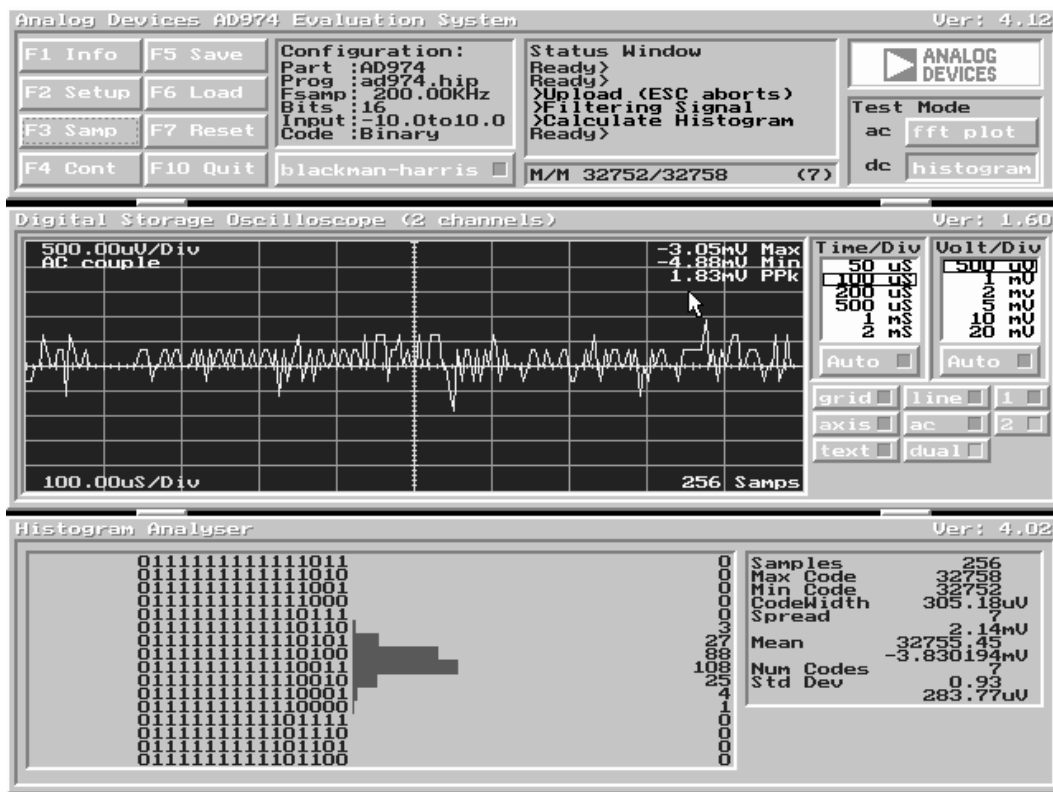 Analog Devices AD974 Evaluation System
Ver: 4.12
F1 Info
F5 Save
F2 Setup
F6 Load
F3 Samp
F7 Reset
F4 Cont
F10 Quit
Configuration:
Part :AD974
Prog :ad974.hip
Fsamp: 200.00KHz
Bits :16
Input:-10.0to10.0
Code :Binary
blackman-harris
Status Window
Ready>
Ready>
>Upload (ESC aborts)
>Filtering Signal
>Calculate Histogram
Ready>
M/M 32752/32758 (7)
ANALOG
DEVICES
Test Mode
ac fft plot
dc histogram
Digital Storage Oscilloscope (2 channels)
Ver: 1.60
500.00uV/Div
AC couple
-3.05mV Max
-4.88mV Min
1.83mV PPk
100.00uS/Div
256 Samps
Time/Div
50 uS
100 uS
200 uS
500 uS
1 mS
2 mS
Auto
Volt/Div
500 uV
1 mV
2 mV
5 mV
10 mV
20 mV
Auto
grid line 1
axis ac 2
text dual
Histogram Analyser
Ver: 4.02
0111111111111011 0
0111111111111010 0
0111111111111001 0
0111111111111000 0
0111111111110111 0
0111111111110110 3
0111111111110101 27
0111111111110100 88
0111111111110011 108
0111111111110010 25
0111111111110001 4
0111111111110000 1
0111111111101111 0
0111111111101110 0
0111111111101101 0
0111111111101100 0
Samples 256
Max Code 32758
Min Code 32752
CodeWidth 305.18uV
Spread 7
2.14mV
Mean 32755.45
-3.830194mV
Num Codes 7
Std Dev 0.93
283.77uV